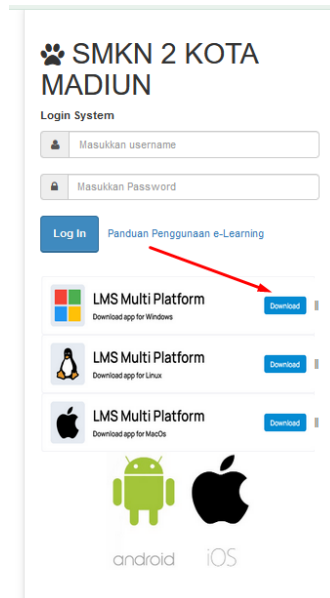 SMKN 2 KOTA
MADIUN
Login System
Masukkan username
Masukkan Password
Log In Panduan Penggunaan e-Learning
LMS Multi Platform
Download app for Windows
Download
LMS Multi Platform
Download app for Linux
Download
LMS Multi Platform
Download app for MacOs
Download
android iOS